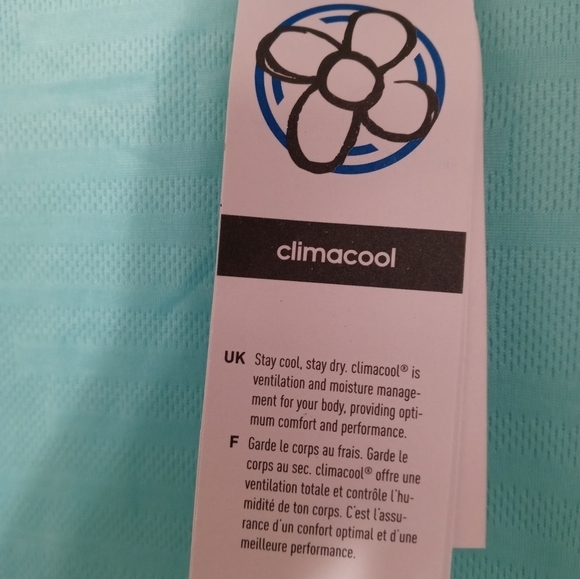 climacool
UK Stay cool, stay dry. climacool® is
ventilation and moisture manage-
ment for your body, providing opti-
mum comfort and performance.
F Garde le corps au frais. Garde le
corps au sec. climacool® offre une
ventilation totale et contrôle l'hu-
midité de ton corps. C'est l'assu-
rance d'un confort optimal et d'une
meilleure performance.